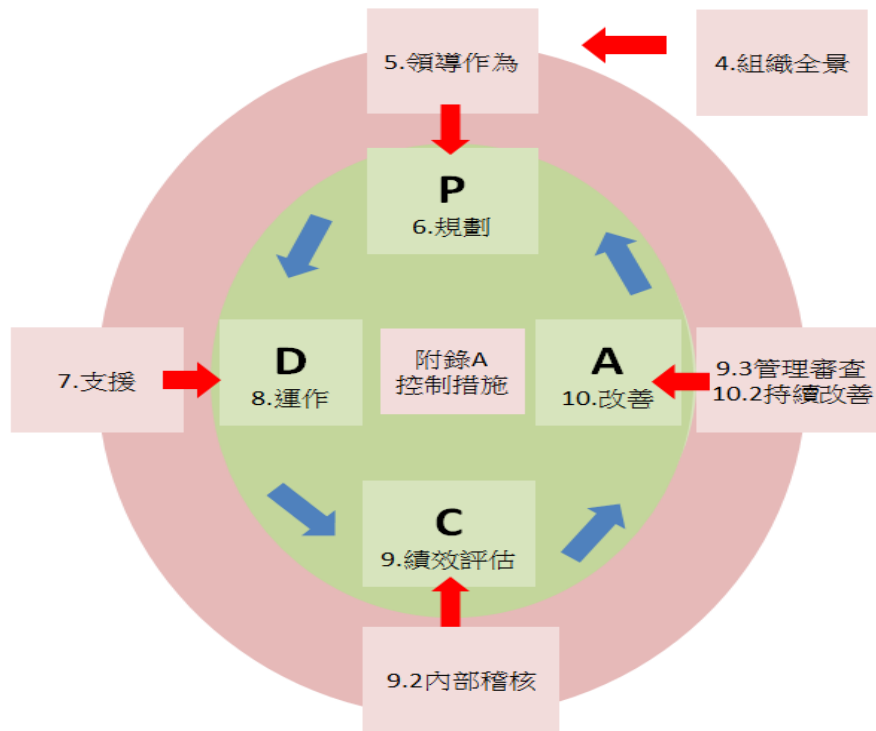 5.領導作為
4.組織全景
P
6.規劃
7.支援
D
8.運作
附錄A
控制措施
A
10.改善
9.3管理審查
10.2持續改善
C
9.績效評估
9.2內部稽核